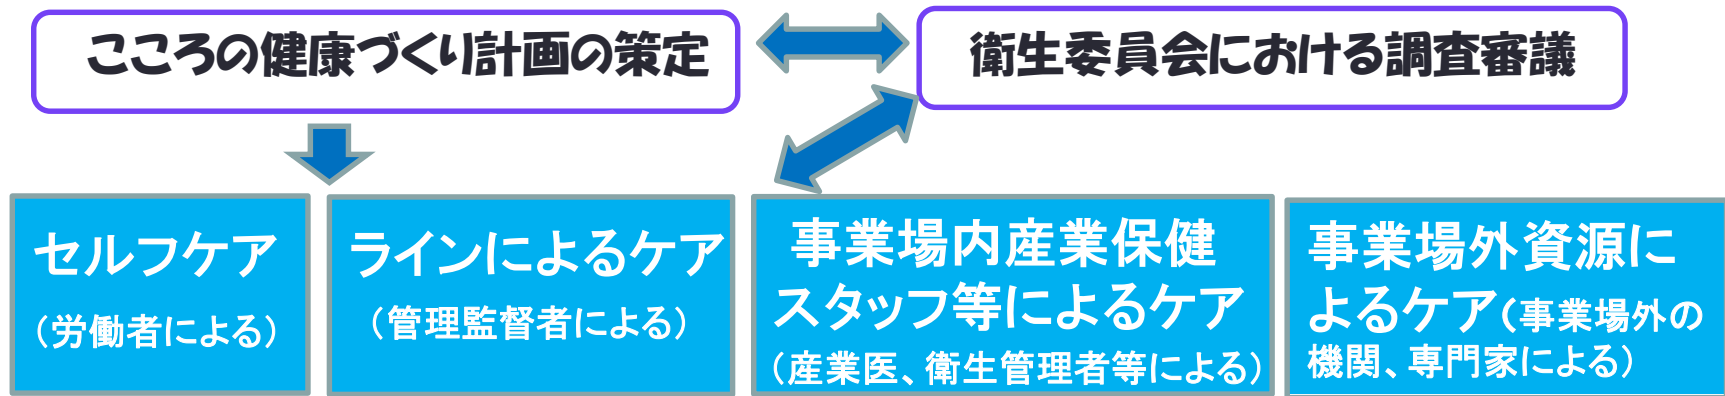 こころの健康づくり計画の策定
衛生委員会における調査審議
セルフケア
（労働者による）
ラインによるケア
（管理監督者による）
事業場内産業保健
スタッフ等によるケア
（産業医、衛生管理者等による）
事業場外資源に
よるケア（事業場外の
機関、専門家による）